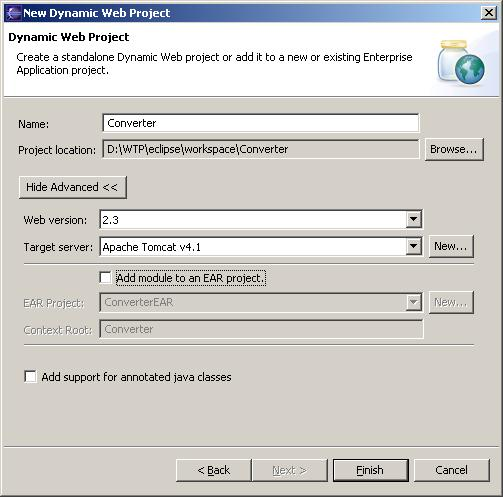 New Dynamic Web Project
Dynamic Web Project
Create a standalone Dynamic Web project or add it to a new or existing Enterprise
Application project.
Name: Converter
Project location: D:\WTP\eclipse\workspace\Converter Browse...
Hide Advanced <<
Web version: 2.3
Target server: Apache Tomcat v4.1 New...
Add module to an EAR project.
EAR Project: ConverterEAR New...
Context Root: Converter
Add support for annotated java classes
< Back Next > Finish Cancel